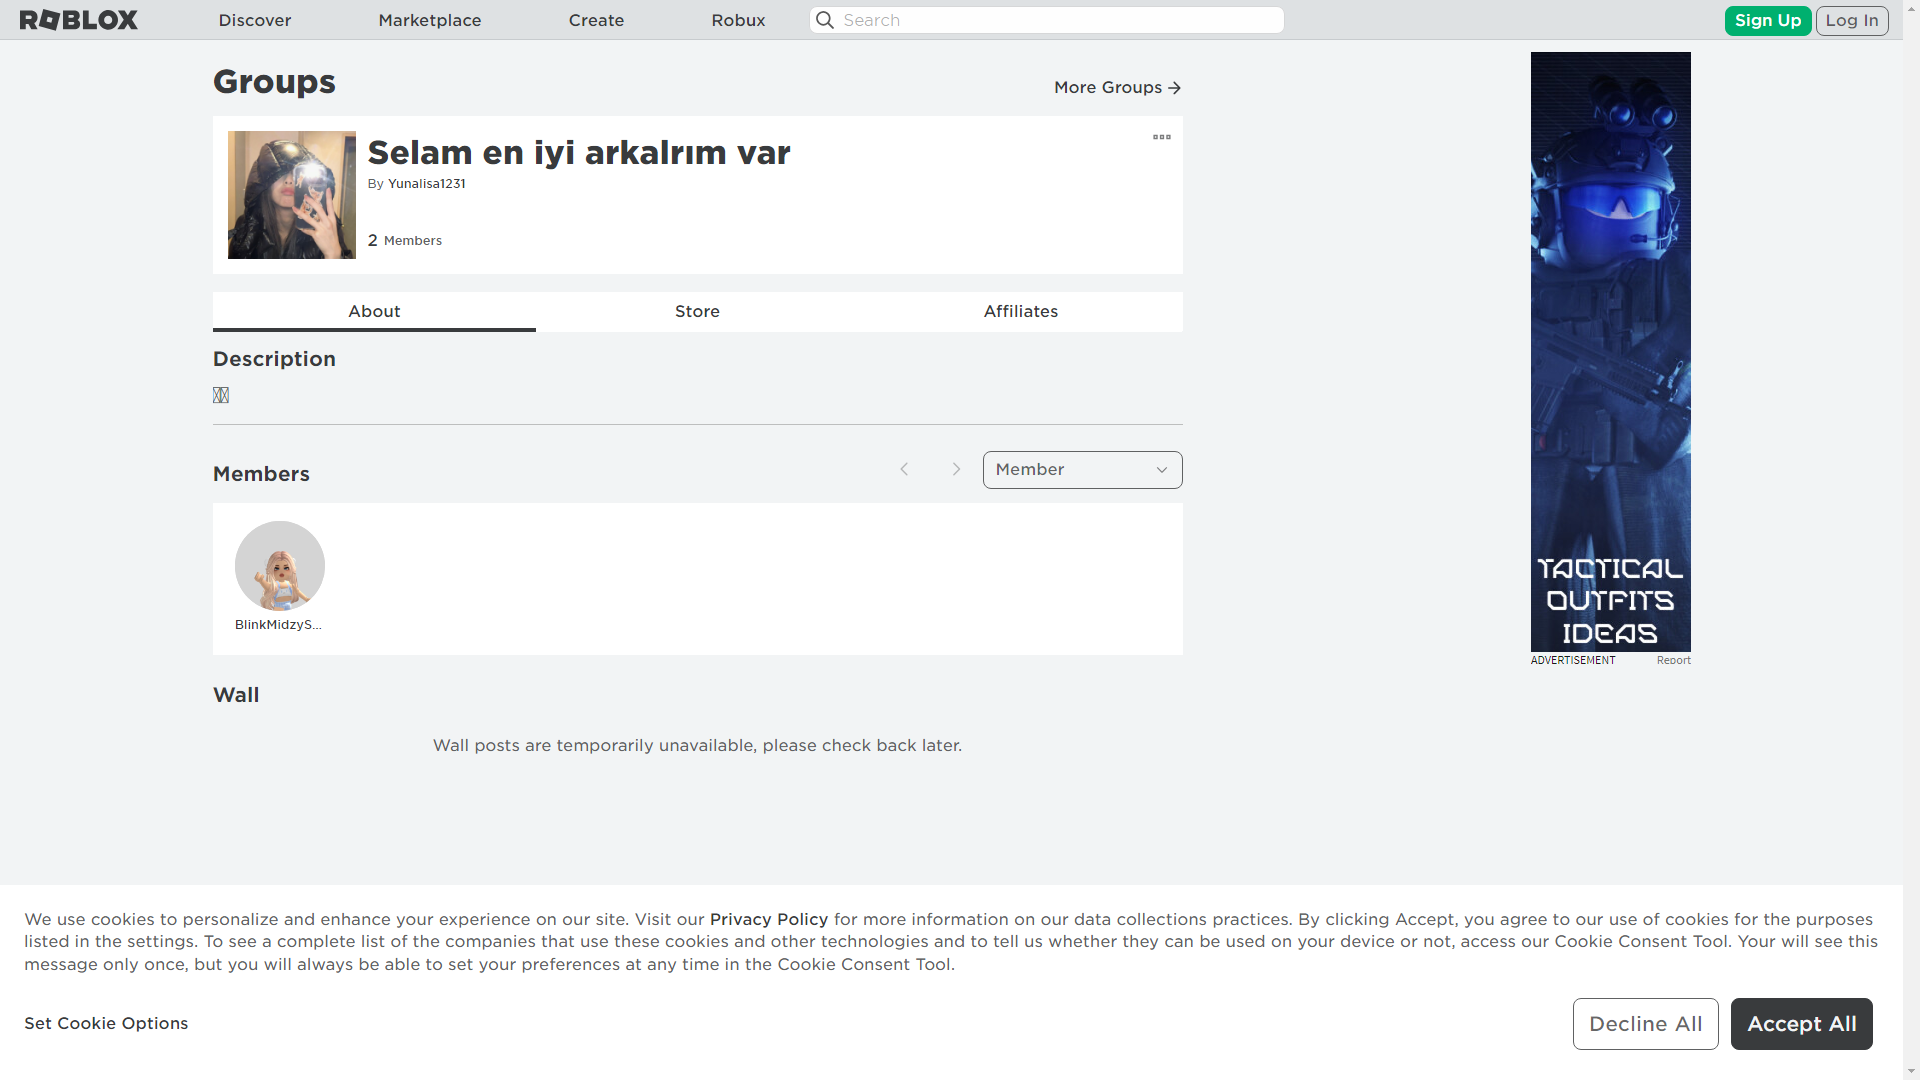 ROBLOX
Discover
Marketplace
Create
Robux
Search
Sign Up
Log In
Groups
More Groups
Selam en iyi arkalrım var
By Yunalisa1231
2 Members
About
Store
Affiliates
Description
Members
Member
BlinkMidzyS...
Wall
Wall posts are temporarily unavailable, please check back later.
TACTICAL
OUTFITS
IDEAS
ADVERTISEMENT
Report
We use cookies to personalize and enhance your experience on our site. Visit our Privacy Policy for more information on our data collections practices. By clicking Accept, you agree to our use of cookies for the purposes
listed in the settings. To see a complete list of the companies that use these cookies and other technologies and to tell us whether they can be used on your device or not, access our Cookie Consent Tool. Your will see this
message only once, but you will always be able to set your preferences at any time in the Cookie Consent Tool.
Set Cookie Options
Decline All
Accept All